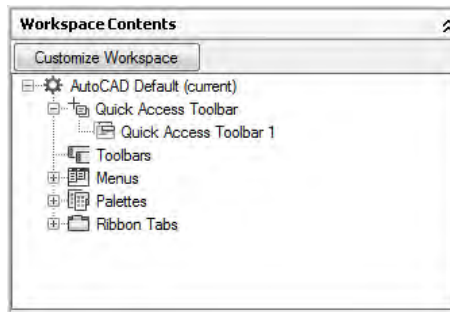 Workspace Contents
Customize Workspace
AutoCAD Default (current)
Quick Access Toolbar
Quick Access Toolbar 1
Toolbars
Menus
Palettes
Ribbon Tabs